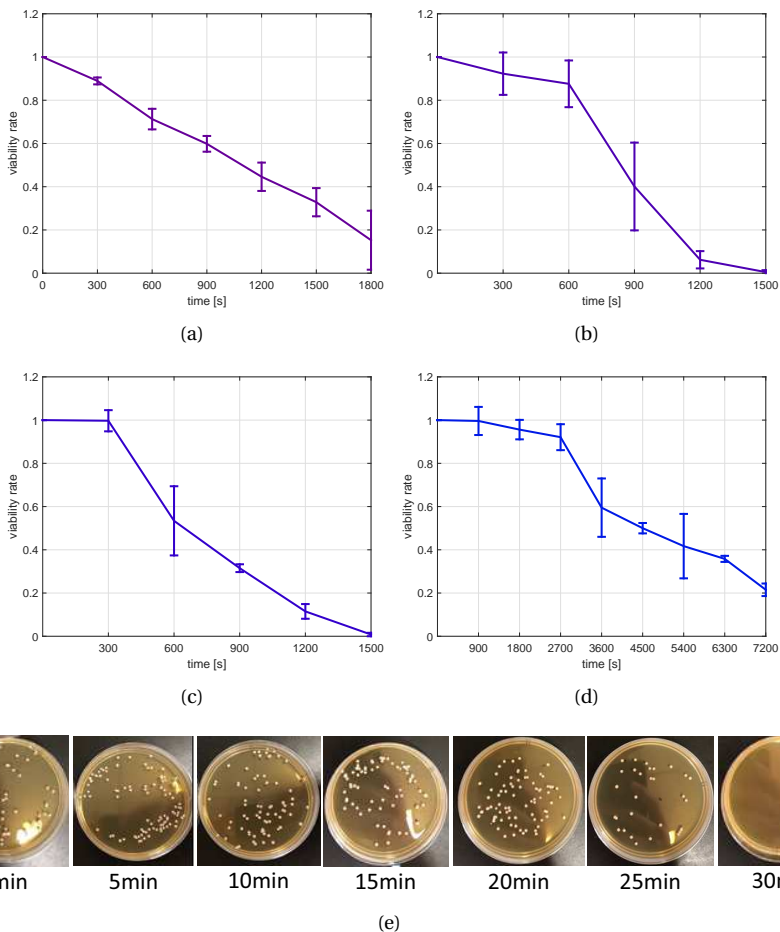 1.2
1
0.8
0.6
0.4
0.2
0
viability rate
0 300 600 900 1200 1500 1800
time [s]
(a)
1.2
1
0.8
0.6
0.4
0.2
0
viability rate
300 600 900 1200 1500
time [s]
(b)
1.2
1
0.8
0.6
0.4
0.2
0
viability rate
300 600 900 1200 1500
time [s]
(c)
1.2
1
0.8
0.6
0.4
0.2
0
viability rate
900 1800 2700 3600 4500 5400 6300 7200
time [s]
(d)
5min 10min 15min 20min 25min
(e)